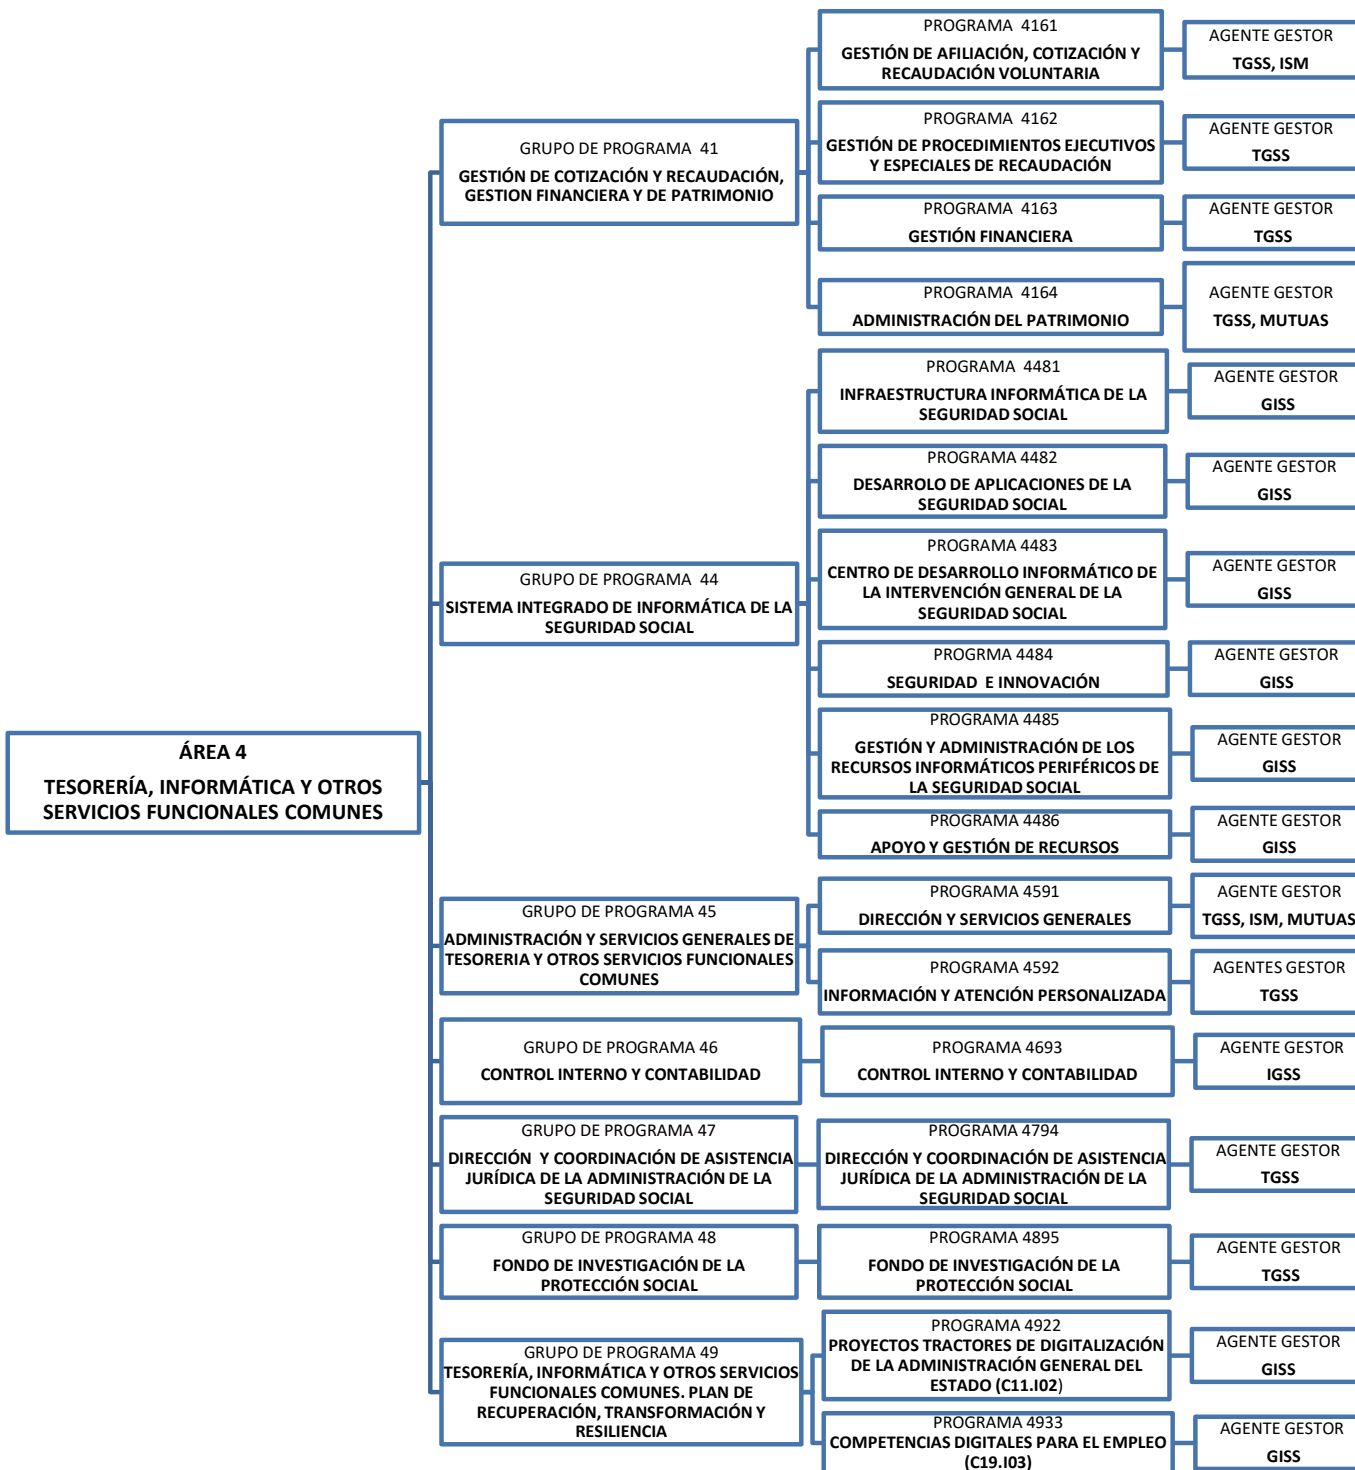 ÁREA 4
TESORERÍA, INFORMÁTICA Y OTROS
SERVICIOS FUNCIONALES COMUNES
GRUPO DE PROGRAMA  41
GESTIÓN DE COTIZACIÓN Y RECAUDACIÓN,
GESTION FINANCIERA Y DE PATRIMONIO
PROGRAMA  4161
GESTIÓN DE AFILIACIÓN, COTIZACIÓN Y
RECAUDACIÓN VOLUNTARIA
AGENTE GESTOR
TGSS, ISM
PROGRAMA  4162
GESTIÓN DE PROCEDIMIENTOS EJECUTIVOS
Y ESPECIALES DE RECAUDACIÓN
AGENTE GESTOR
TGSS
PROGRAMA  4163
GESTIÓN FINANCIERA
AGENTE GESTOR
TGSS
PROGRAMA  4164
ADMINISTRACIÓN DEL PATRIMONIO
AGENTE GESTOR
TGSS, MUTUAS
GRUPO DE PROGRAMA  44
SISTEMA INTEGRADO DE INFORMÁTICA DE LA
SEGURIDAD SOCIAL
PROGRAMA  4481
INFRAESTRUCTURA INFORMÁTICA DE LA
SEGURIDAD SOCIAL
AGENTE GESTOR
GISS
PROGRAMA 4482
DESARROLO DE APLICACIONES DE LA
SEGURIDAD SOCIAL
AGENTE GESTOR
GISS
PROGRAMA 4483
CENTRO DE DESARROLLO INFORMÁTICO DE
LA INTERVENCIÓN GENERAL DE LA
SEGURIDAD SOCIAL
AGENTE GESTOR
GISS
PROGRMA 4484
SEGURIDAD  E INNOVACIÓN
AGENTE GESTOR
GISS
PROGRAMA 4485
GESTIÓN Y ADMINISTRACIÓN DE LOS
RECURSOS INFORMÁTICOS PERIFÉRICOS DE
LA SEGURIDAD SOCIAL
AGENTE GESTOR
GISS
PROGRAMA 4486
APOYO Y GESTIÓN DE RECURSOS
AGENTE GESTOR
GISS
GRUPO DE PROGRAMA 45
ADMINISTRACIÓN Y SERVICIOS GENERALES DE
TESORERIA Y OTROS SERVICIOS FUNCIONALES
COMUNES
PROGRAMA 4591
DIRECCIÓN Y SERVICIOS GENERALES
AGENTE GESTOR
TGSS, ISM, MUTUAS
PROGRAMA 4592
INFORMACIÓN Y ATENCIÓN PERSONALIZADA
AGENTES GESTOR
TGSS
GRUPO DE PROGRAMA 46
CONTROL INTERNO Y CONTABILIDAD
PROGRAMA 4693
CONTROL INTERNO Y CONTABILIDAD
AGENTE GESTOR
IGSS
GRUPO DE PROGRAMA 47
DIRECCIÓN  Y COORDINACIÓN DE ASISTENCIA
JURÍDICA DE LA ADMINISTRACIÓN DE LA
SEGURIDAD SOCIAL
PROGRAMA 4794
DIRECCIÓN Y COORDINACIÓN DE ASISTENCIA
JURÍDICA DE LA ADMINISTRACIÓN DE LA
SEGURIDAD SOCIAL
AGENTE GESTOR
TGSS
GRUPO DE PROGRAMA 48
FONDO DE INVESTIGACIÓN DE LA
PROTECCIÓN SOCIAL
PROGRAMA 4895
FONDO DE INVESTIGACIÓN DE LA
PROTECCIÓN SOCIAL
AGENTE GESTOR
TGSS
GRUPO DE PROGRAMA 49
TESORERÍA, INFORMÁTICA Y OTROS SERVICIOS
FUNCIONALES COMUNES. PLAN DE
RECUPERACIÓN, TRANSFORMACIÓN Y
RESILIENCIA
PROGRAMA 4922
PROYECTOS TRACTORES DE DIGITALIZACIÓN
DE LA ADMINISTRACIÓN GENERAL DEL
ESTADO (C11.I02)
AGENTE GESTOR
GISS
PROGRAMA 4933
COMPETENCIAS DIGITALES PARA EL EMPLEO
(C19.I03)
AGENTE GESTOR
GISS